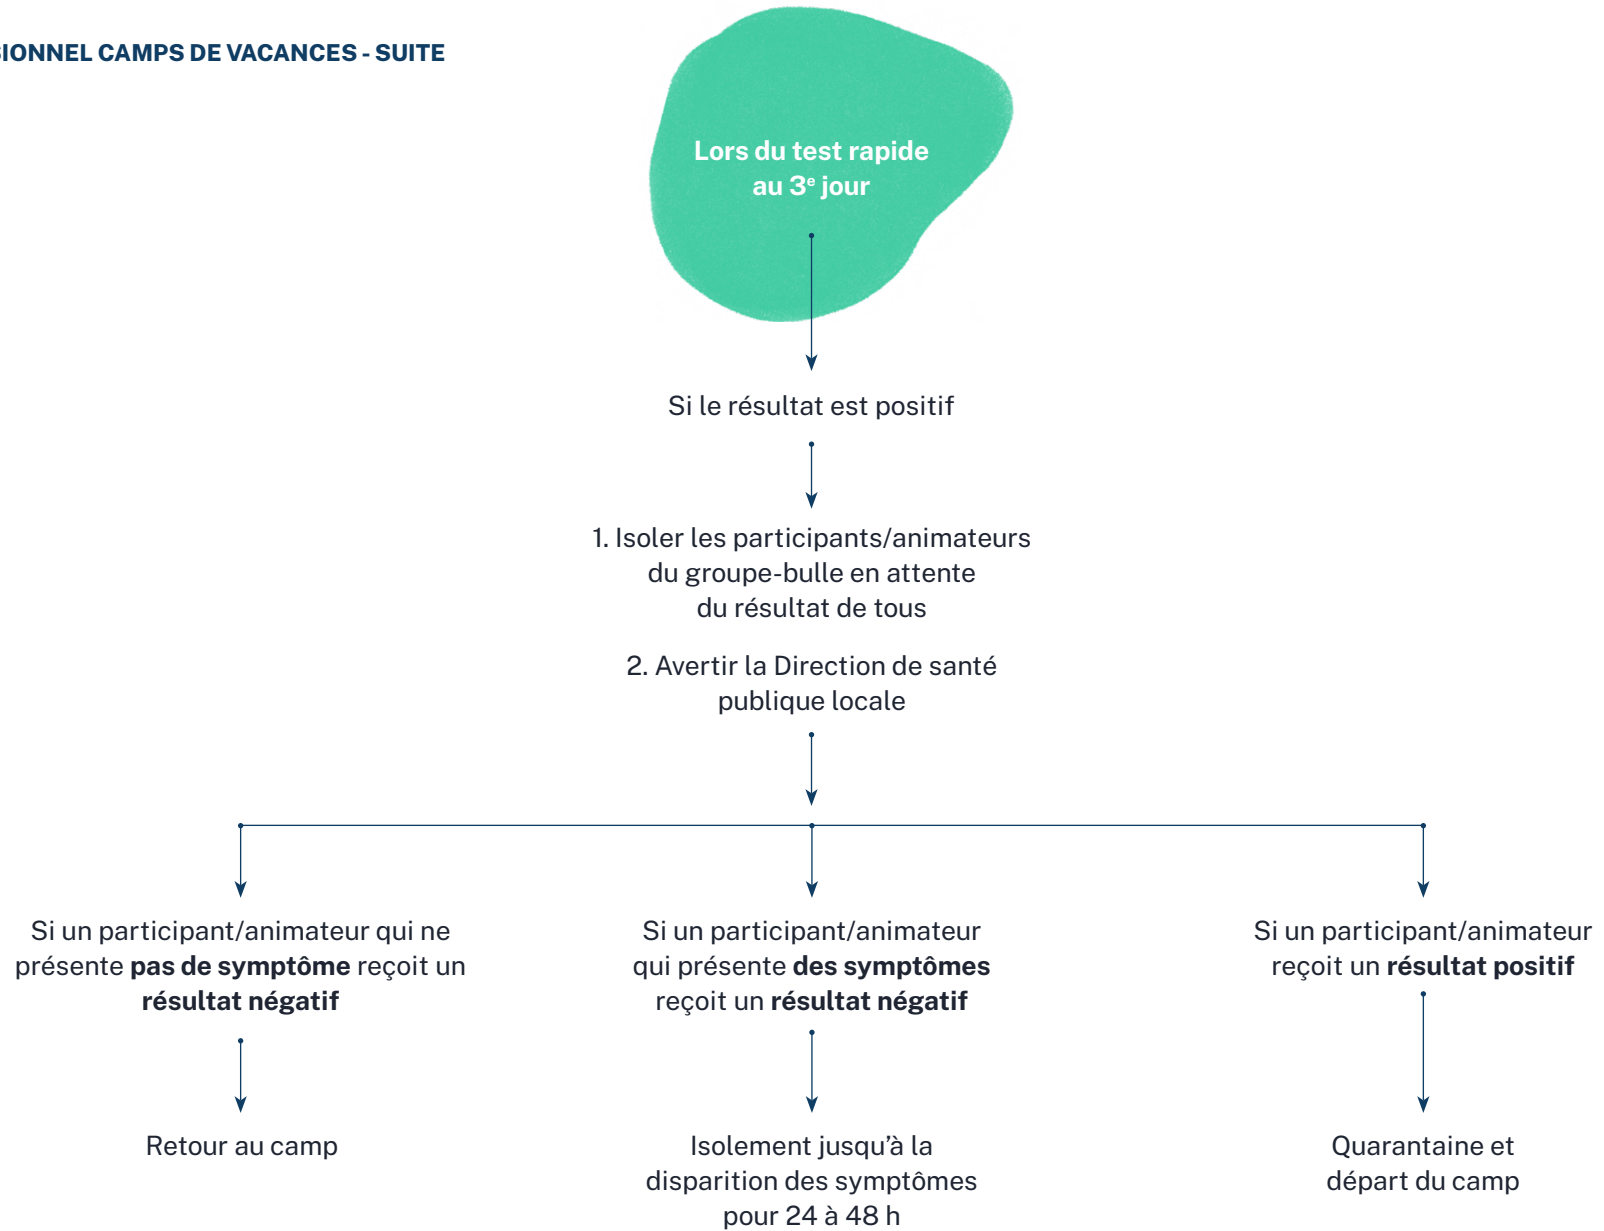 CAMPS DE VACANCES - SUITE
Lors du test rapide
au 3e jour
Si le résultat est positif
1. Isoler les participants/animateurs
du groupe-bulle en attente
du résultat de tous
2. Avertir la Direction de santé
publique locale
Si un participant/animateur qui ne
présente pas de symptôme reçoit un
résultat négatif
Retour au camp
Si un participant/animateur
qui présente des symptômes
reçoit un résultat négatif
Isolement jusqu’à la
disparition des symptômes
pour 24 à 48 h
Si un participant/animateur
reçoit un résultat positif
Quarantaine et
départ du camp